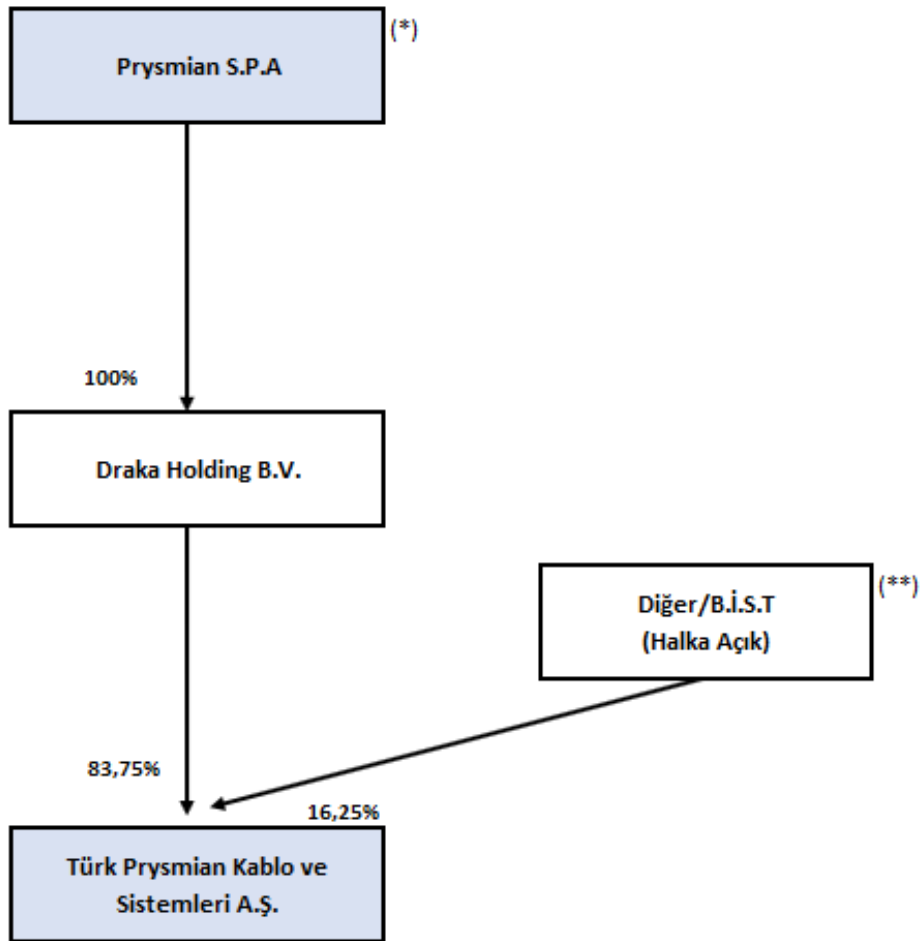 Prysmian S.P.A
(*)
100%
Draka Holding B.V.
Diğer/B.İ.S.T
(Halka Açık)
(**)
83,75%
16,25%
Türk Prysmian Kablo ve
Sistemleri A.Ş.